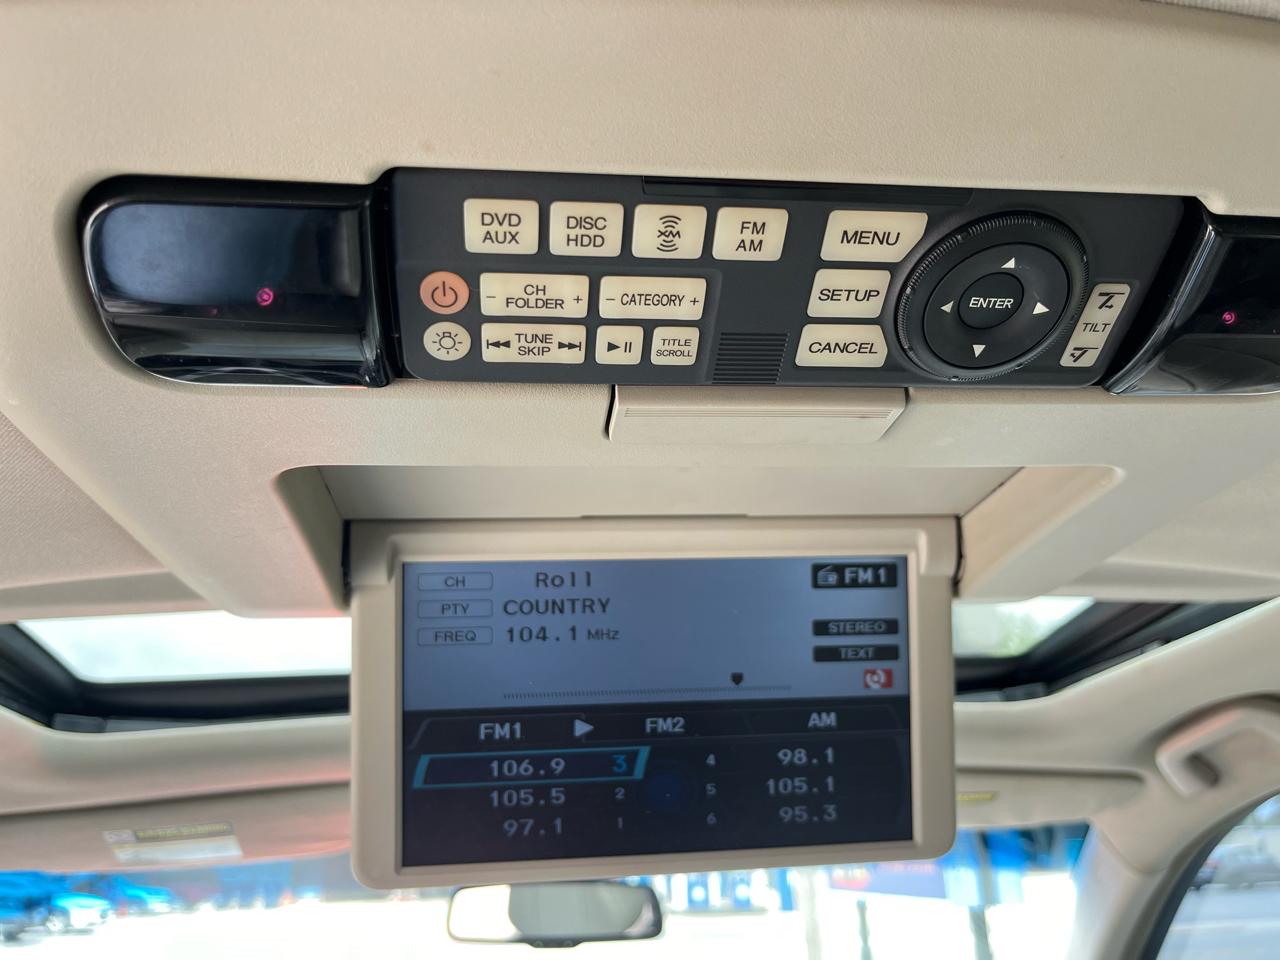 DVD AUX
DISC HDD
XM
FM AM
MENU
- CH FOLDER +
- CATEGORY +
SETUP
ENTER
TILT
TUNE SKIP
TITLE SCROLL
CANCEL
CH Roll
FM1
PTY COUNTRY
FREQ 104.1 MHz
STEREO
TEXT
FM1 FM2 AM
106.9 3 4 98.1
105.5 2 5 105.1
97.1 1 6 95.3